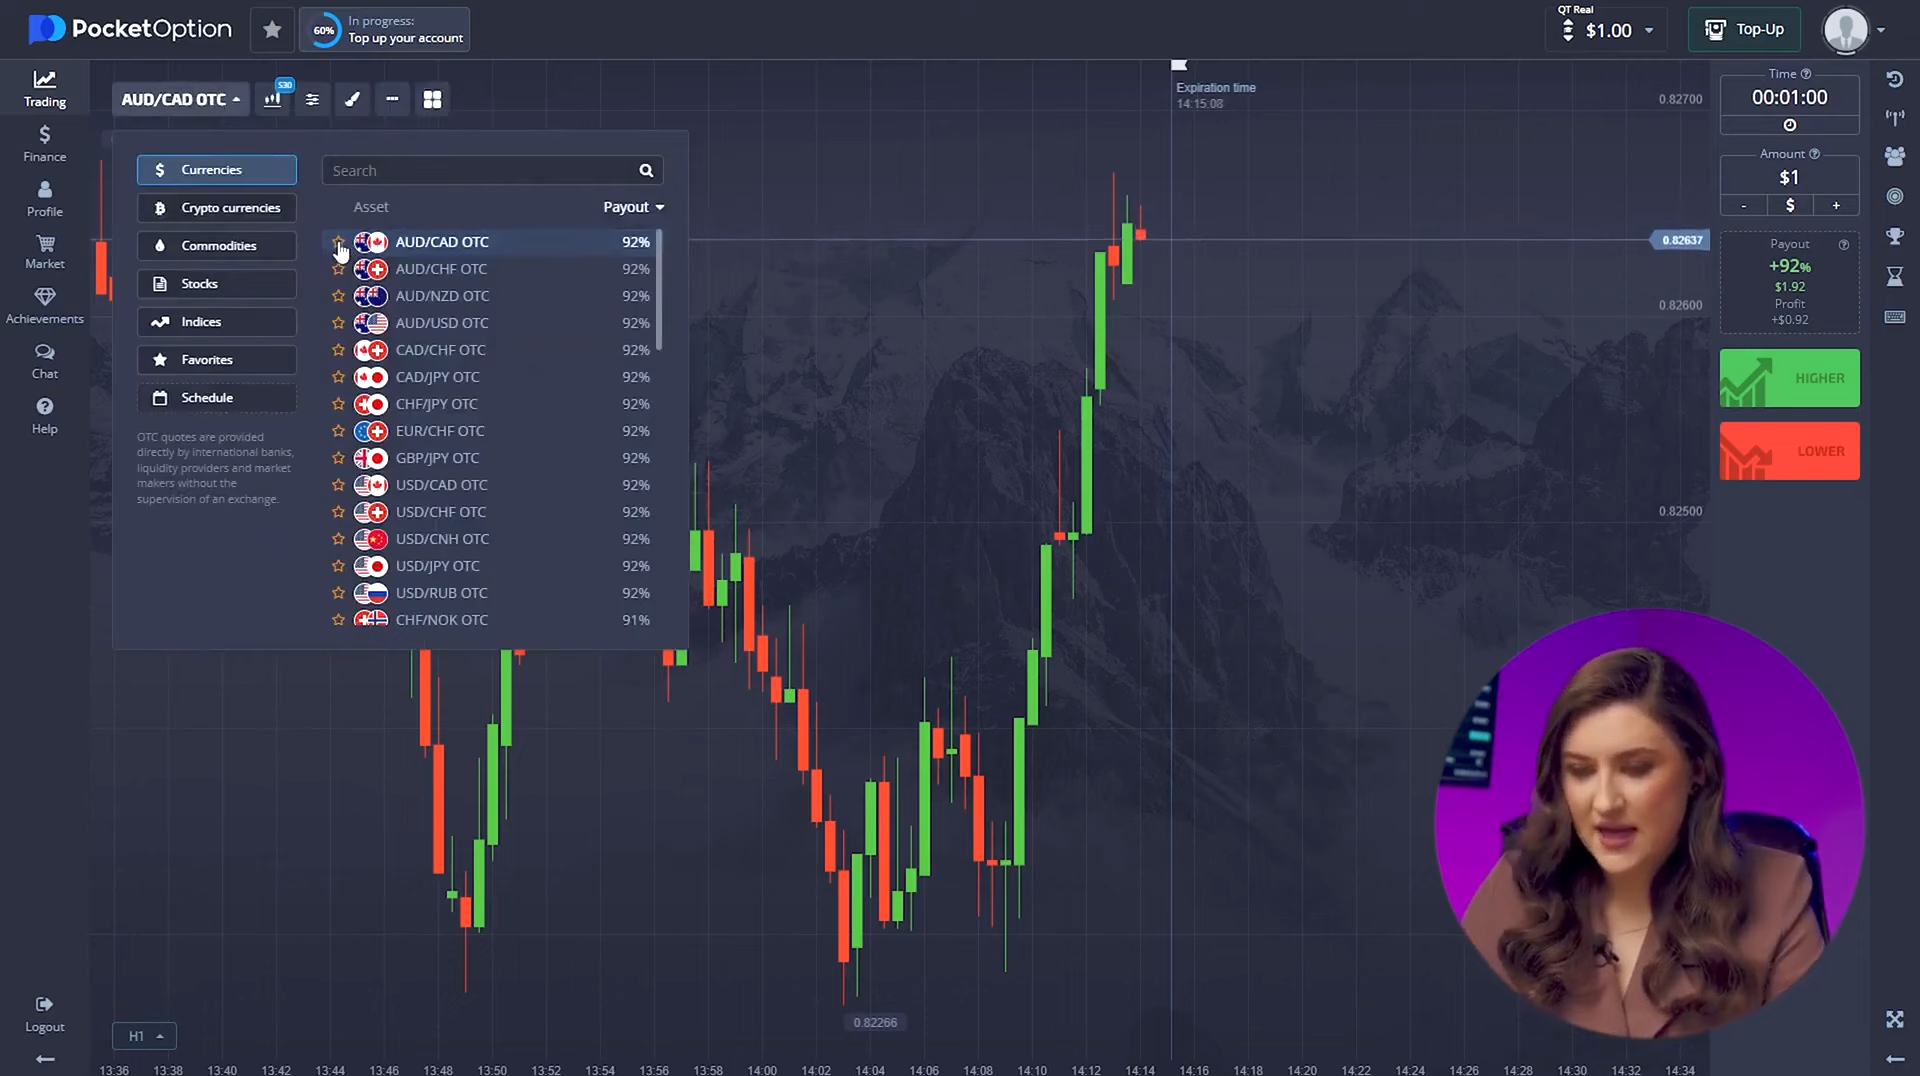 PocketOption
60%
In progress:
Top up your account
QT Real
$1.00
Top-Up
Trading
Finance
Profile
Market
Achievements
Chat
Help
Logout
AUD/CAD OTC
S30
Currencies
Crypto currencies
Commodities
Stocks
Indices
Favorites
Schedule
OTC quotes are provided
directly by international banks,
liquidity providers and market
makers without the
supervision of an exchange.
Search
Asset Payout
AUD/CAD OTC 92%
AUD/CHF OTC 92%
AUD/NZD OTC 92%
AUD/USD OTC 92%
CAD/CHF OTC 92%
CAD/JPY OTC 92%
CHF/JPY OTC 92%
EUR/CHF OTC 92%
GBP/JPY OTC 92%
USD/CAD OTC 92%
USD/CHF OTC 92%
USD/CNH OTC 92%
USD/JPY OTC 92%
USD/RUB OTC 92%
CHF/NOK OTC 91%
Expiration time
14:15:08
0.82700
0.82637
0.82600
0.82500
0.82266
H1
13:36 13:38 13:40 13:42 13:44 13:46 13:48 13:50 13:52 13:54 13:56 13:58 14:00 14:02 14:04 14:06 14:08 14:10 14:12 14:14 14:16 14:18 14:20 14:22 14:24 14:26 14:28 14:30 14:32 14:34
Time
00:01:00
Amount
$1
- $ +
Payout
+92%
$1.92
Profit
+$0.92
HIGHER
LOWER